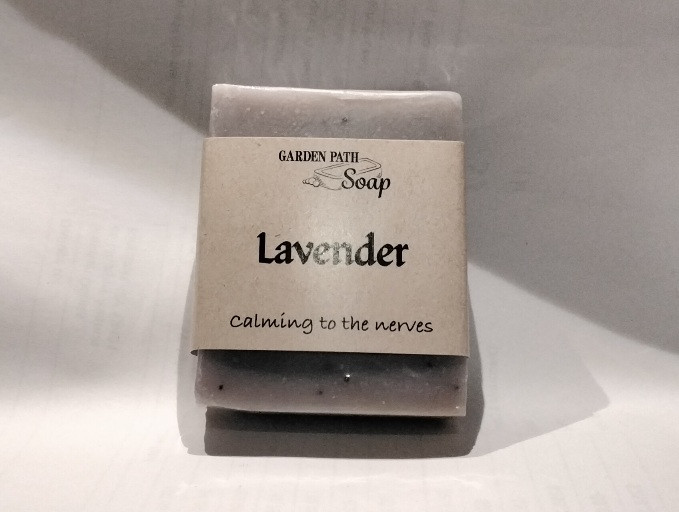 GARDEN PATH
Soap
Lavender
Calming to the nerves